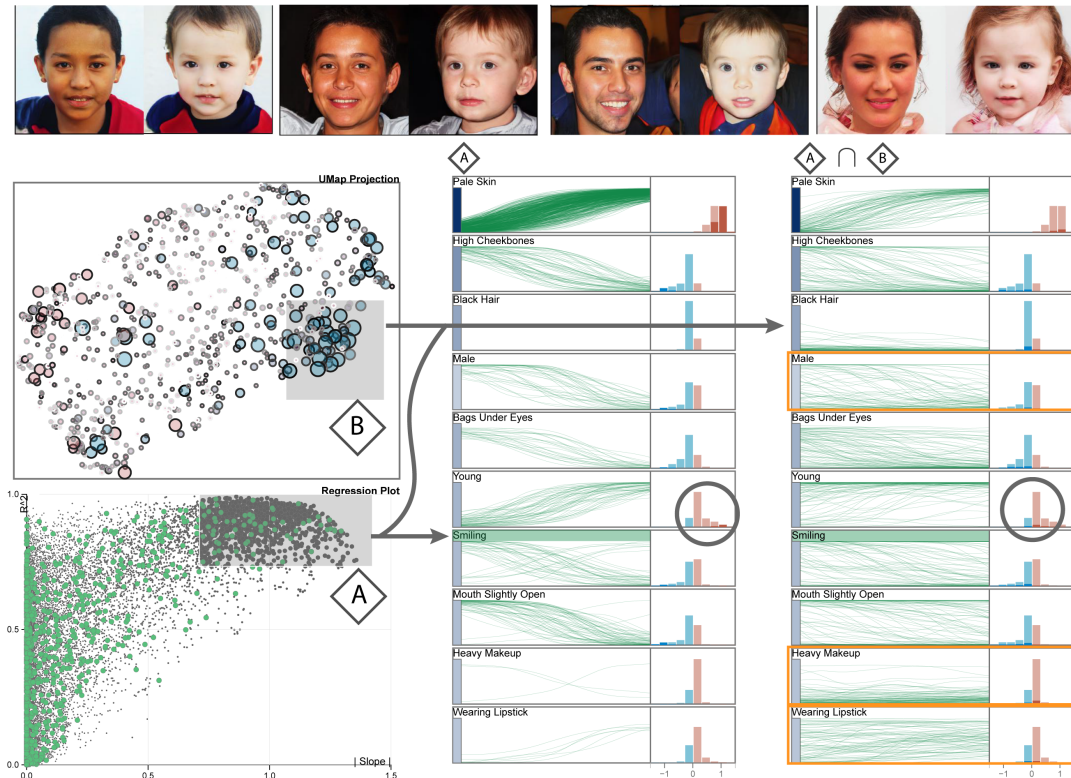 A
A ∩ B
UMap Projection
B
Regression Plot
R^2
1.0
0.5
0.0
0.0 0.5 1.0 1.5
| Slope |
A
Pale Skin
High Cheekbones
Black Hair
Male
Bags Under Eyes
Young
Smiling
Mouth Slightly Open
Heavy Makeup
Wearing Lipstick
−1 0 1
Pale Skin
High Cheekbones
Black Hair
Male
Bags Under Eyes
Young
Smiling
Mouth Slightly Open
Heavy Makeup
Wearing Lipstick
−1 0 1